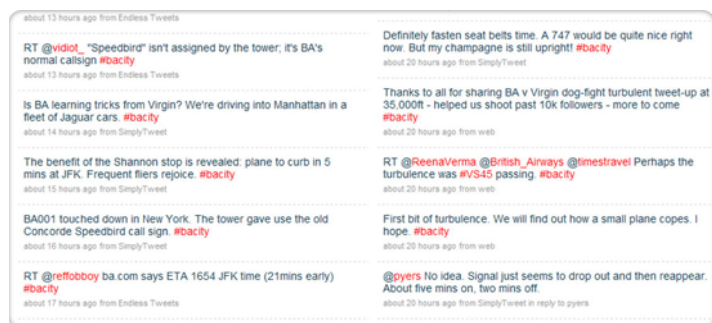 about 13 hours ago from Endless Tweets
RT @vidiot_ "Speedbird" isn't assigned by the tower; it's BA's
normal callsign #bacity
about 13 hours ago from Endless Tweets
Is BA learning tricks from Virgin? We're driving into Manhattan in a
fleet of Jaguar cars. #bacity
about 14 hours ago from SimplyTweet
The benefit of the Shannon stop is revealed: plane to curb in 5
mins at JFK. Frequent fliers rejoice. #bacity
about 15 hours ago from SimplyTweet
BA001 touched down in New York. The tower gave use the old
Concorde Speedbird call sign. #bacity
about 16 hours ago from SimplyTweet
RT @reffobboy ba.com says ETA 1654 JFK time (21mins early)
#bacity
about 17 hours ago from Endless Tweets
Definitely fasten seat belts time. A 747 would be quite nice right
now. But my champagne is still upright! #bacity
about 20 hours ago from SimplyTweet
Thanks to all for sharing BA v Virgin dog-fight turbulent tweet-up at
35,000ft - helped us shoot past 10k followers - more to come
#bacity
about 20 hours ago from web
RT @ReenaVerma @British_Airways @timestravel Perhaps the
turbulence was #VS45 passing. #bacity
about 20 hours ago from web
First bit of turbulence. We will find out how a small plane copes. I
hope. #bacity
about 20 hours ago from web
@pyers No idea. Signal just seems to drop out and then reappear.
About five mins on, two mins off.
about 20 hours ago from SimplyTweet in reply to pyers